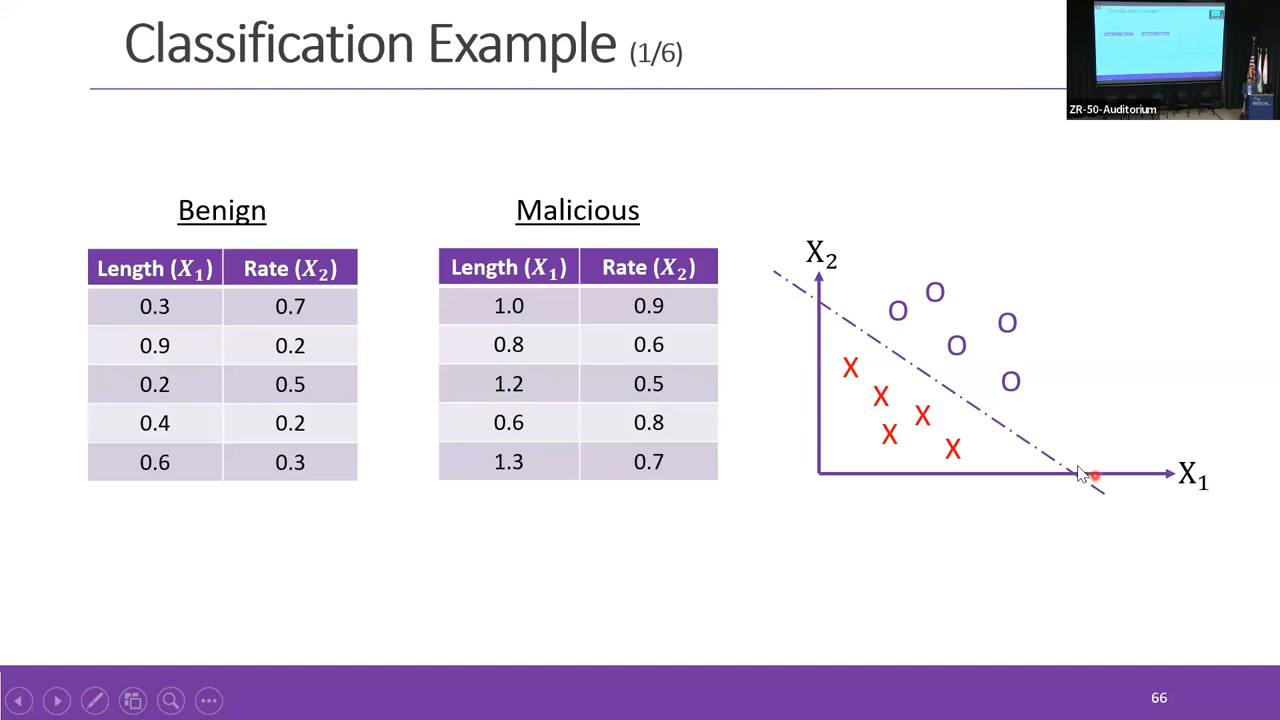 Classification Example (1/6)
ZR-50-Auditorium
Benign
Length (X₁) Rate (X₂)
0.3 0.7
0.9 0.2
0.2 0.5
0.4 0.2
0.6 0.3
Malicious
Length (X₁) Rate (X₂)
1.0 0.9
0.8 0.6
1.2 0.5
0.6 0.8
1.3 0.7
X₂
O
O
O
O
O
X
X
X
X
X
X₁
66